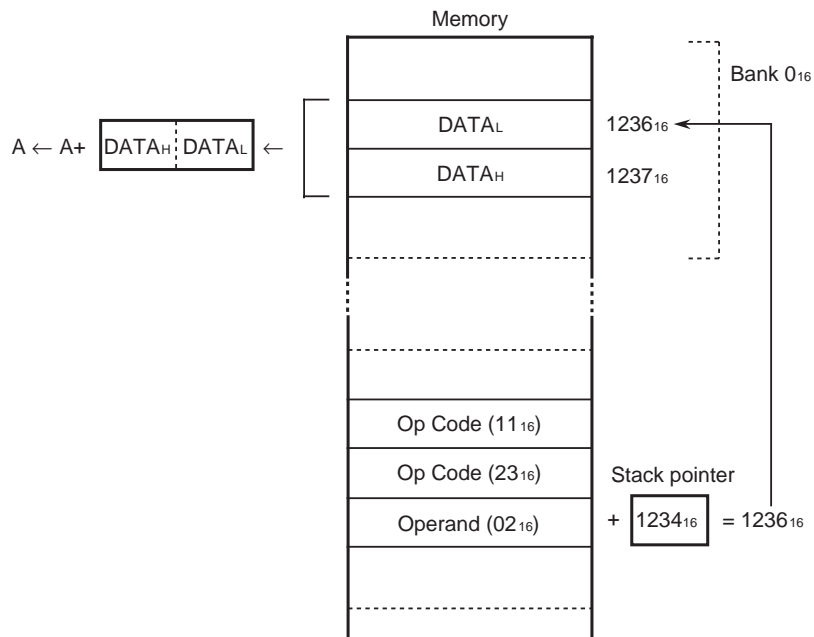 Memory
Bank 0₁₆
DATAL 1236₁₆
A ← A+ DATAH DATAL ←
DATAH 1237₁₆
Op Code (11₁₆)
Op Code (23₁₆)
Stack pointer
Operand (02₁₆) + 1234₁₆ = 1236₁₆